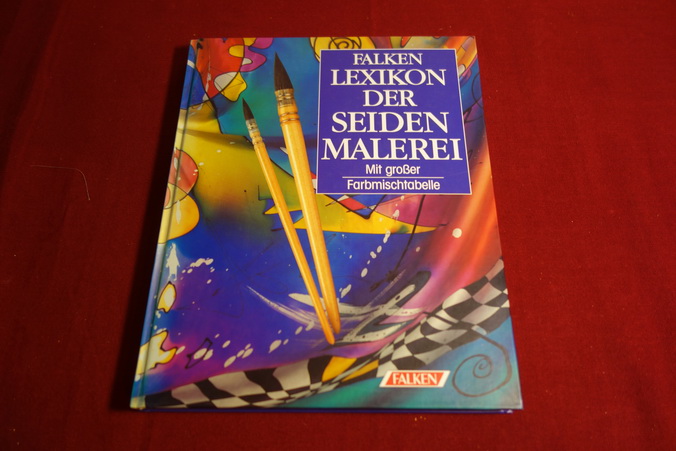 FALKEN
LEXIKON
DER
SEIDEN
MALEREI
Mit großer
Farbmischtabelle
FALKEN